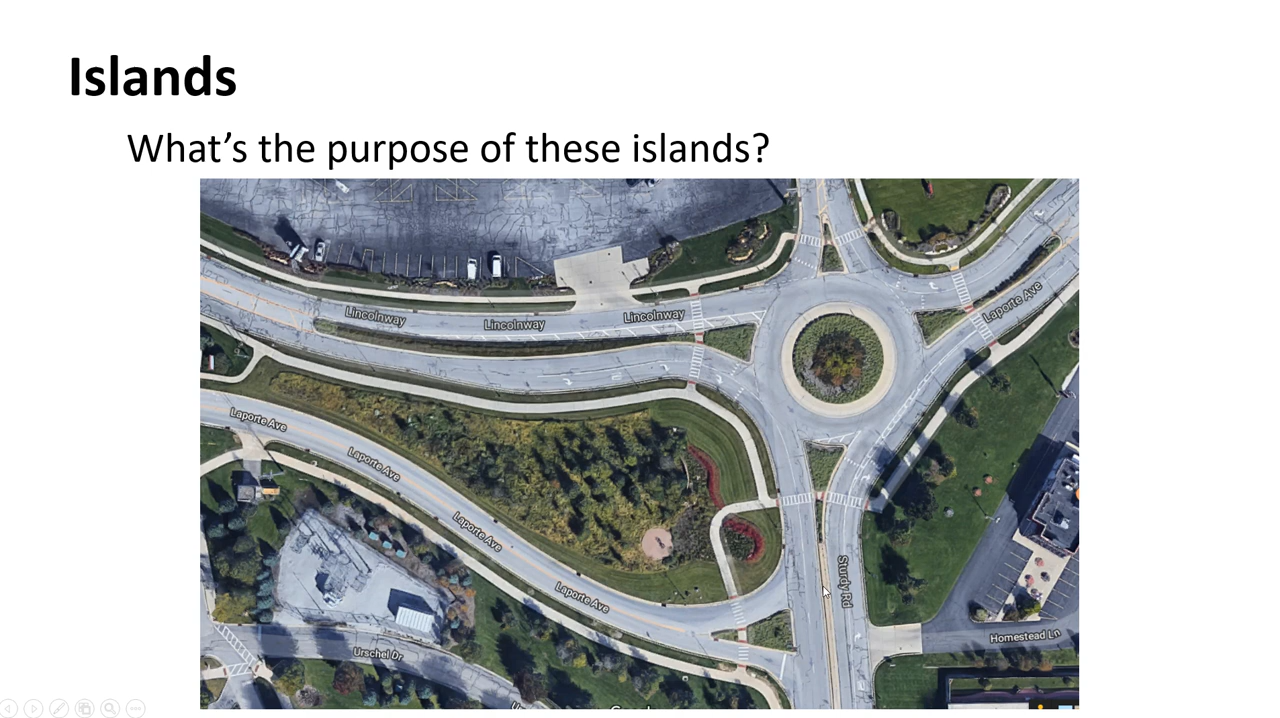 Islands
What's the purpose of these islands?
Lincolnway
Lincolnway
Lincolnway
Laporte Ave
Laporte Ave
Laporte Ave
Laporte Ave
Laporte Ave
Sturdy Rd
Homestead Ln
Urschel Dr